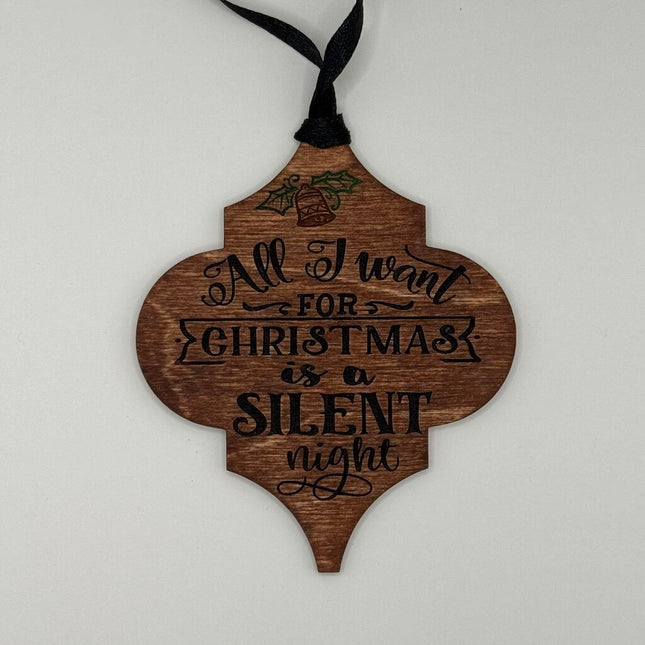 All I want
FOR
CHRISTMAS
is a
SILENT
night